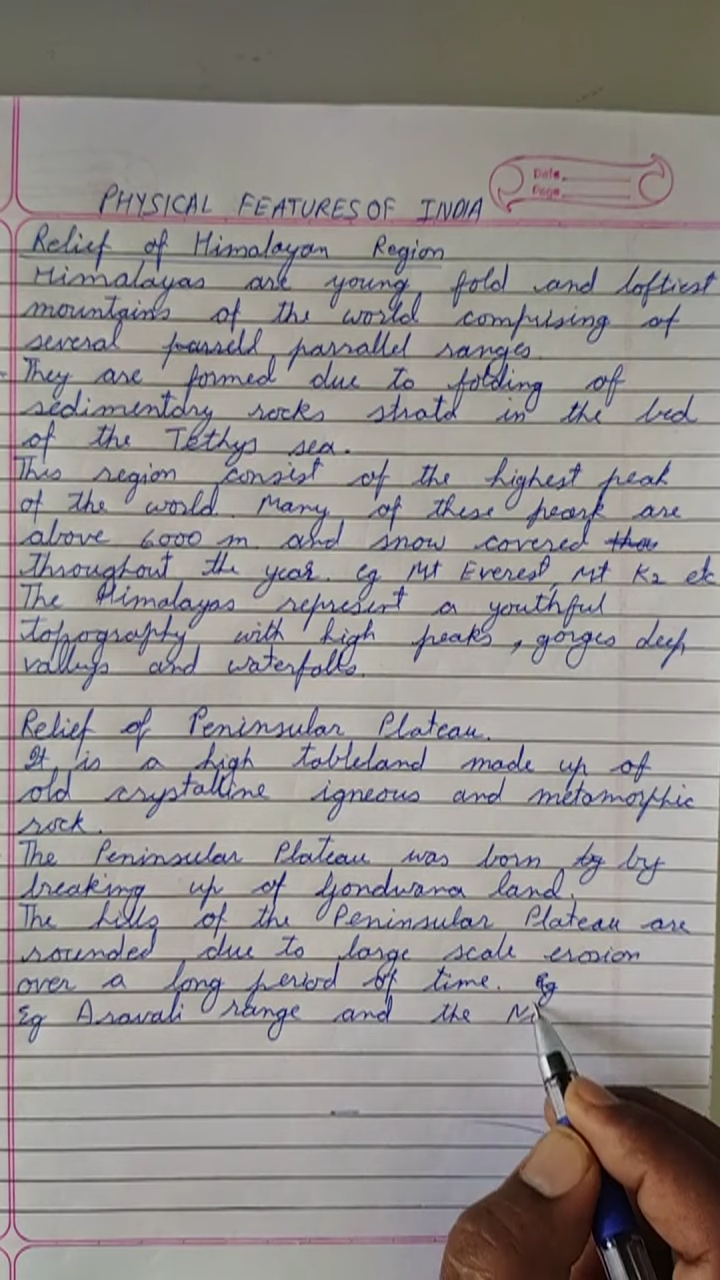 Date
Page
PHYSICAL FEATURES OF INDIA
Relief of Himalayan Region
Himalayas are young fold and loftiest
mountains of the world comprising of
several parrallel ranges.
They are formed due to folding of
sedimentary rocks strata in the bed
of the Tethys sea.
This region consist of the highest peak
of the world. Many of these peark are
above 6000 m and snow covered
throughout the year. eg Mt Everest, Mt K2 etc
The Himalayas represent a youthful
topography with high peaks, gorges deep
valleys and waterfalls.
Relief of Peninsular Plateau.
It is a high tableland made up of
old crystalline igneous and metamorphic
rock.
The Peninsular Plateau was born by by
breaking up of Gondwana land.
The hills of the Peninsular Plateau are
rounded due to large scale erosion
over a long period of time. Eg
Eg Aravali range and the Ni